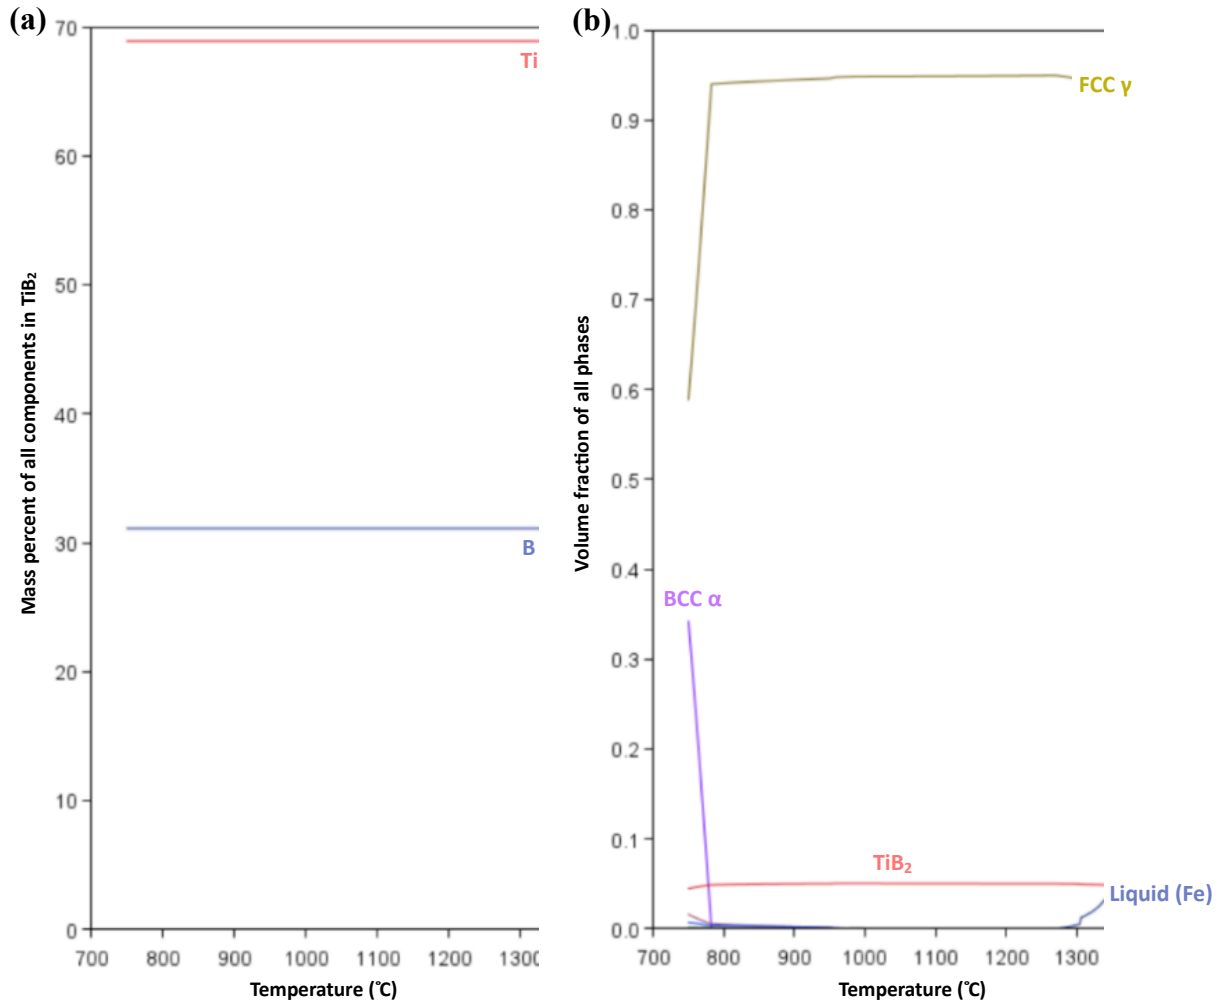 (a)
70
60
50
40
30
20
10
0
Mass percent of all components in TiB₂
Ti
B
700 800 900 1000 1100 1200 1300
Temperature (℃)
(b)
1.0
0.9
0.8
0.7
0.6
0.5
0.4
0.3
0.2
0.1
0.0
Volume fraction of all phases
FCC γ
BCC α
TiB₂
Liquid (Fe)
700 800 900 1000 1100 1200 1300
Temperature (℃)